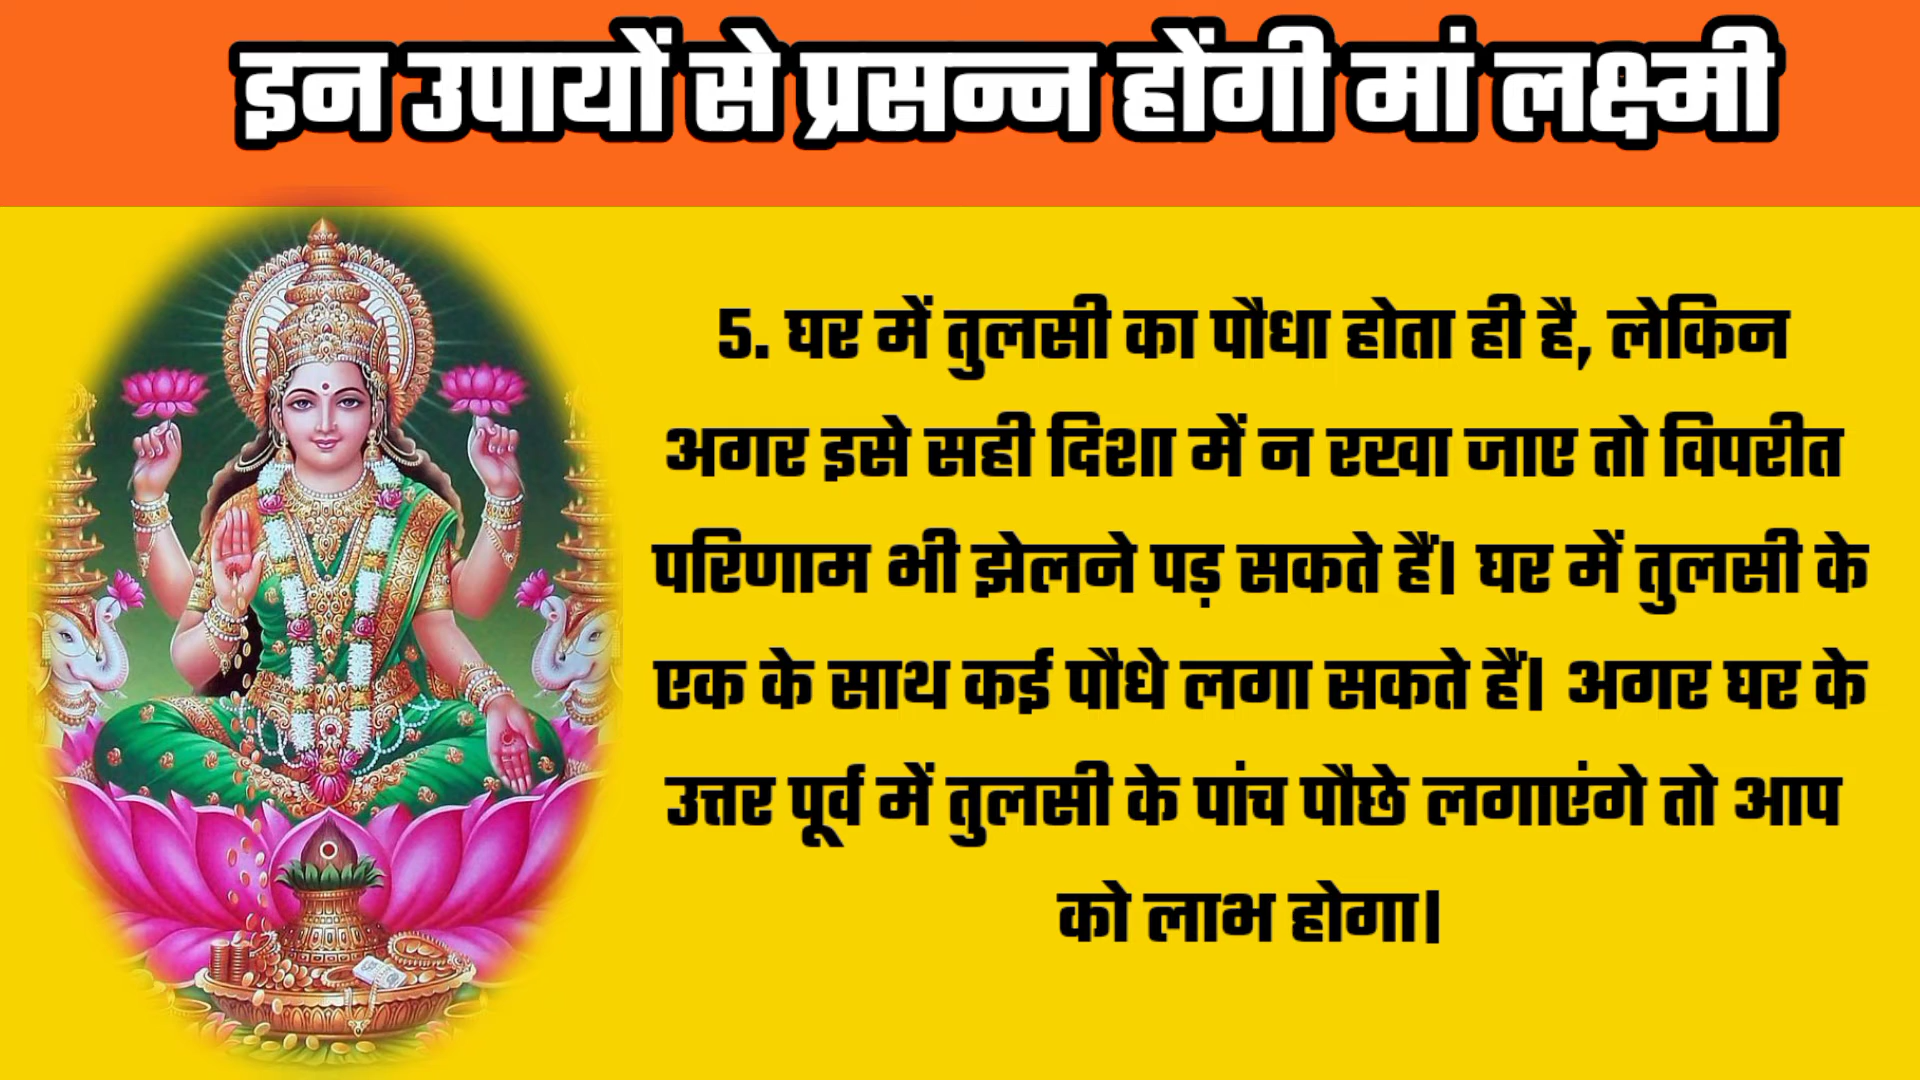 इन उपायों से प्रसन्न होंगी मां लक्ष्मी
5. घर में तुलसी का पौधा होता ही है, लेकिन
अगर इसे सही दिशा में न रखा जाए तो विपरीत
परिणाम भी झेलने पड़ सकते हैं। घर में तुलसी के
एक के साथ कई पौधे लगा सकते हैं। अगर घर के
उत्तर पूर्व में तुलसी के पांच पौछे लगाएंगे तो आप
को लाभ होगा।